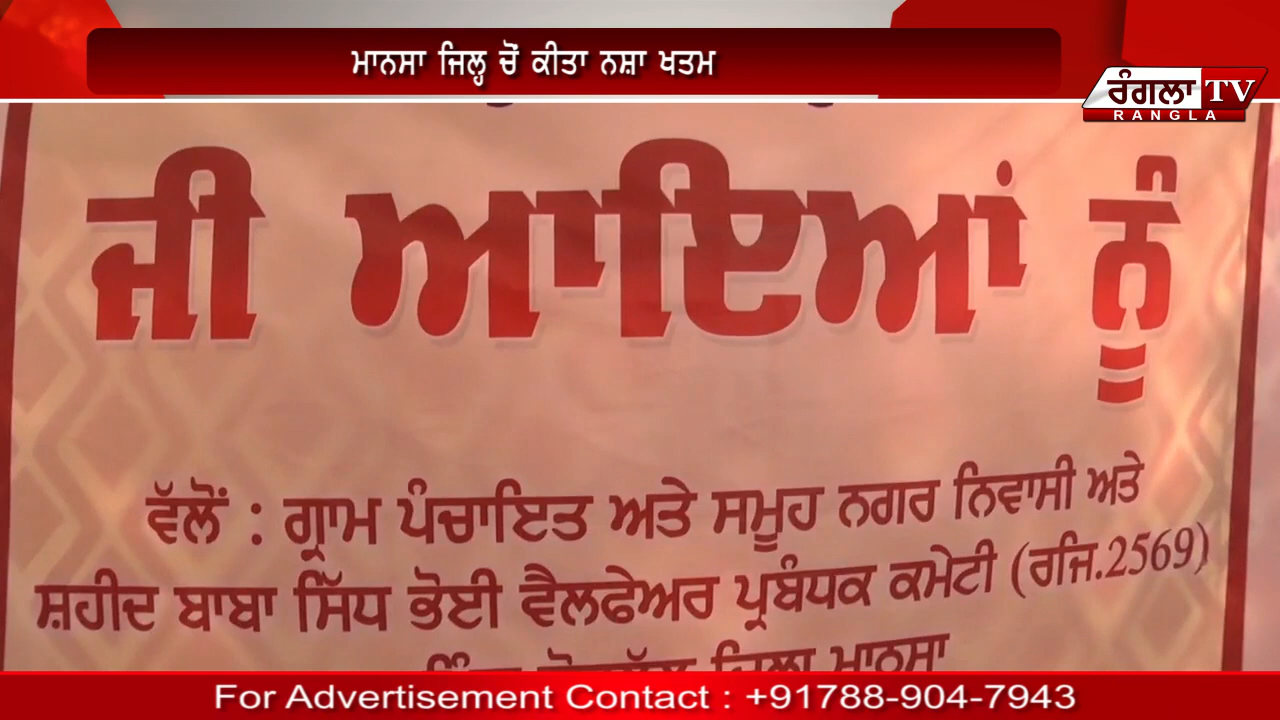 ਮਾਨਸਾ ਜਿਲ੍ਹ ਚੋਂ ਕੀਤਾ ਨਸ਼ਾ ਖਤਮ
ਰੰਗਲਾ TV
RANGLA
ਜੀ ਆਇਆਂ ਨੂੰ
ਵੱਲੋਂ : ਗ੍ਰਾਮ ਪੰਚਾਇਤ ਅਤੇ ਸਮੂਹ ਨਗਰ ਨਿਵਾਸੀ ਅਤੇ
ਸ਼ਹੀਦ ਬਾਬਾ ਸਿੱਧ ਭੋਈ ਵੈਲਫੇਅਰ ਪ੍ਰਬੰਧਕ ਕਮੇਟੀ (ਰਜਿ.2569)
ਜਿਲਾ ਮਾਨਸਾ
For Advertisement Contact : +91788-904-7943